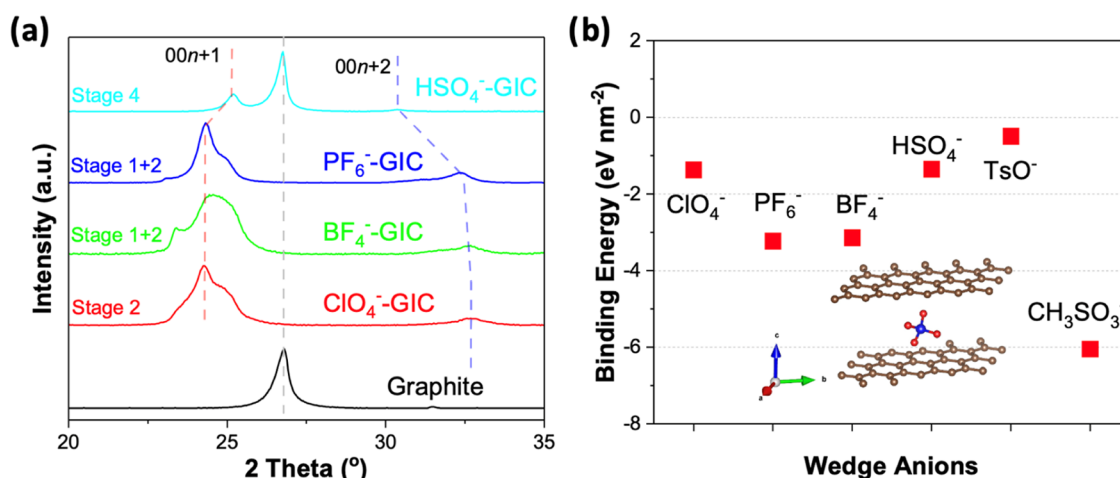 (a)
00n+1
00n+2
Stage 4
HSO₄⁻-GIC
Stage 1+2
PF₆⁻-GIC
Stage 1+2
BF₄⁻-GIC
Stage 2
ClO₄⁻-GIC
Graphite
Intensity (a.u.)
20 25 30 35
2 Theta (°)
(b)
2
0
-2
-4
-6
-8
Binding Energy (eV nm⁻²)
ClO₄⁻
PF₆⁻
BF₄⁻
HSO₄⁻
TsO⁻
CH₃SO₃⁻
c
b
a
Wedge Anions